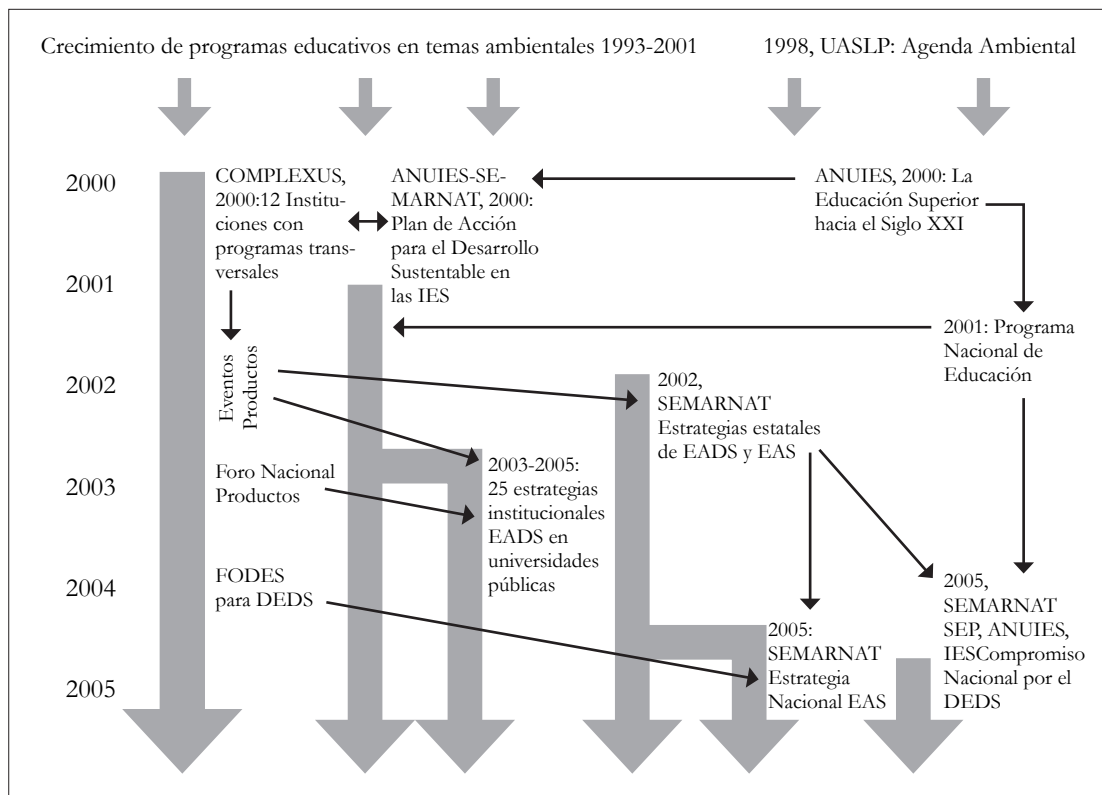 Crecimiento de programas educativos en temas ambientales 1993-2001
1998, UASLP: Agenda Ambiental
2000
COMPLEXUS,
2000:12 Institu-
ciones con
programas trans-
versales
ANUIES-SE-
MARNAT, 2000:
Plan de Acción
para el Desarrollo
Sustentable en
las IES
ANUIES, 2000: La
Educación Superior
hacia el Siglo XXI
2001
2001: Programa
Nacional de
Educación
2002
Eventos
Productos
2002,
SEMARNAT
Estrategias estatales
de EADS y EAS
2003
Foro Nacional
Productos
2003-2005:
25 estrategias
institucionales
EADS en
universidades
públicas
2004
FODES
para DEDS
2005,
SEMARNAT
SEP, ANUIES,
IESCompromiso
Nacional por el
DEDS
2005:
SEMARNAT
Estrategia
Nacional EAS
2005